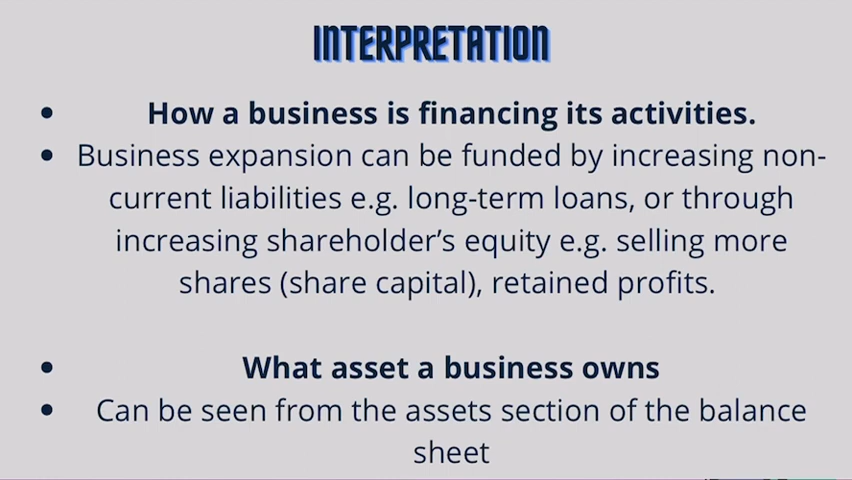 INTERPRETATION
• How a business is financing its activities.
• Business expansion can be funded by increasing non-
current liabilities e.g. long-term loans, or through
increasing shareholder’s equity e.g. selling more
shares (share capital), retained profits.
• What asset a business owns
• Can be seen from the assets section of the balance
sheet